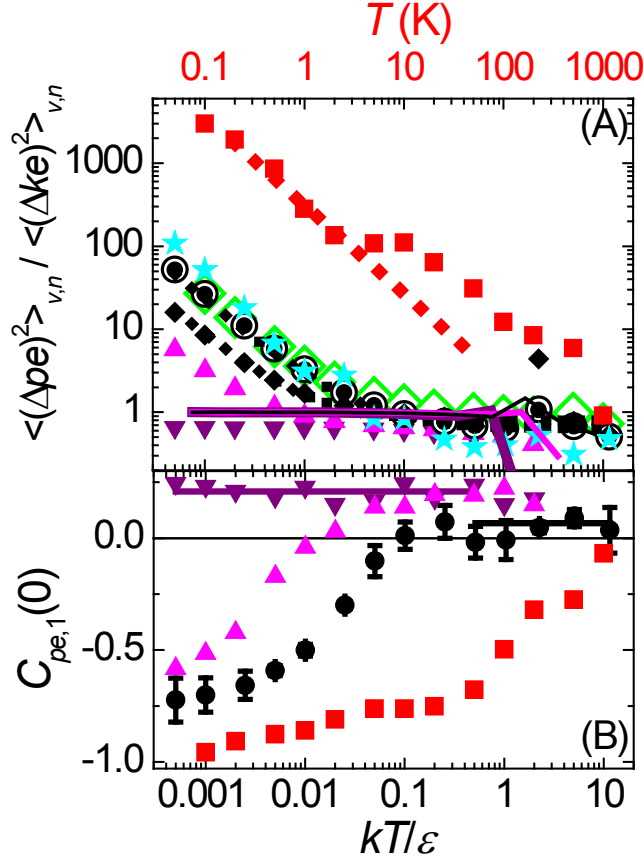 T (K)
0.1 1 10 100 1000
(A)
<(Δpe)²>v,n / <(Δke)²>v,n
1000
100
10
1
(B)
Cpe,1(0)
0.0
-0.5
-1.0
0.001 0.01 0.1 1 10
kT/ε